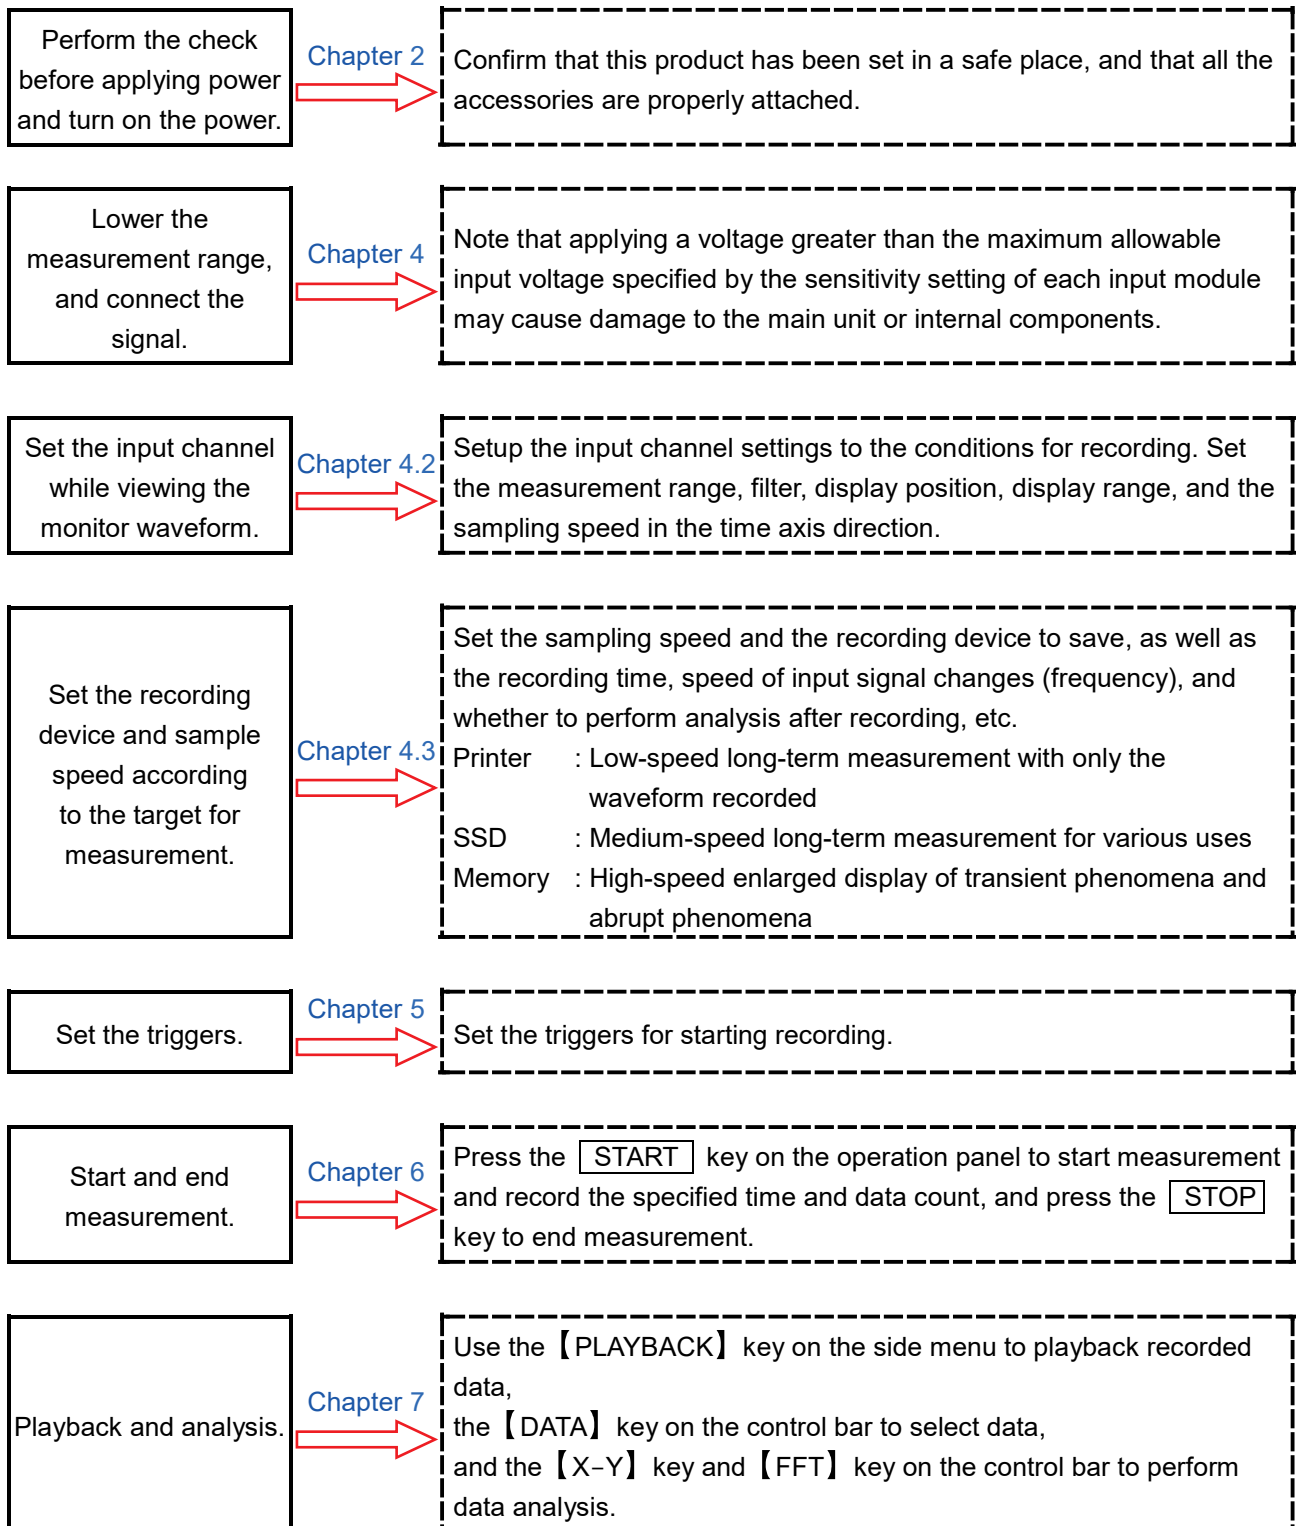 Perform the check
before applying power
and turn on the power.
Chapter 2
Confirm that this product has been set in a safe place, and that all the
accessories are properly attached.
Lower the
measurement range,
and connect the
signal.
Chapter 4
Note that applying a voltage greater than the maximum allowable
input voltage specified by the sensitivity setting of each input module
may cause damage to the main unit or internal components.
Set the input channel
while viewing the
monitor waveform.
Chapter 4.2
Setup the input channel settings to the conditions for recording. Set
the measurement range, filter, display position, display range, and the
sampling speed in the time axis direction.
Set the recording
device and sample
speed according
to the target for
measurement.
Chapter 4.3
Set the sampling speed and the recording device to save, as well as
the recording time, speed of input signal changes (frequency), and
whether to perform analysis after recording, etc.
Printer : Low-speed long-term measurement with only the
waveform recorded
SSD : Medium-speed long-term measurement for various uses
Memory : High-speed enlarged display of transient phenomena and
abrupt phenomena
Set the triggers.
Chapter 5
Set the triggers for starting recording.
Start and end
measurement.
Chapter 6
Press the START key on the operation panel to start measurement
and record the specified time and data count, and press the STOP
key to end measurement.
Playback and analysis.
Chapter 7
Use the【PLAYBACK】key on the side menu to playback recorded
data,
the【DATA】key on the control bar to select data,
and the【X−Y】key and【FFT】key on the control bar to perform
data analysis.